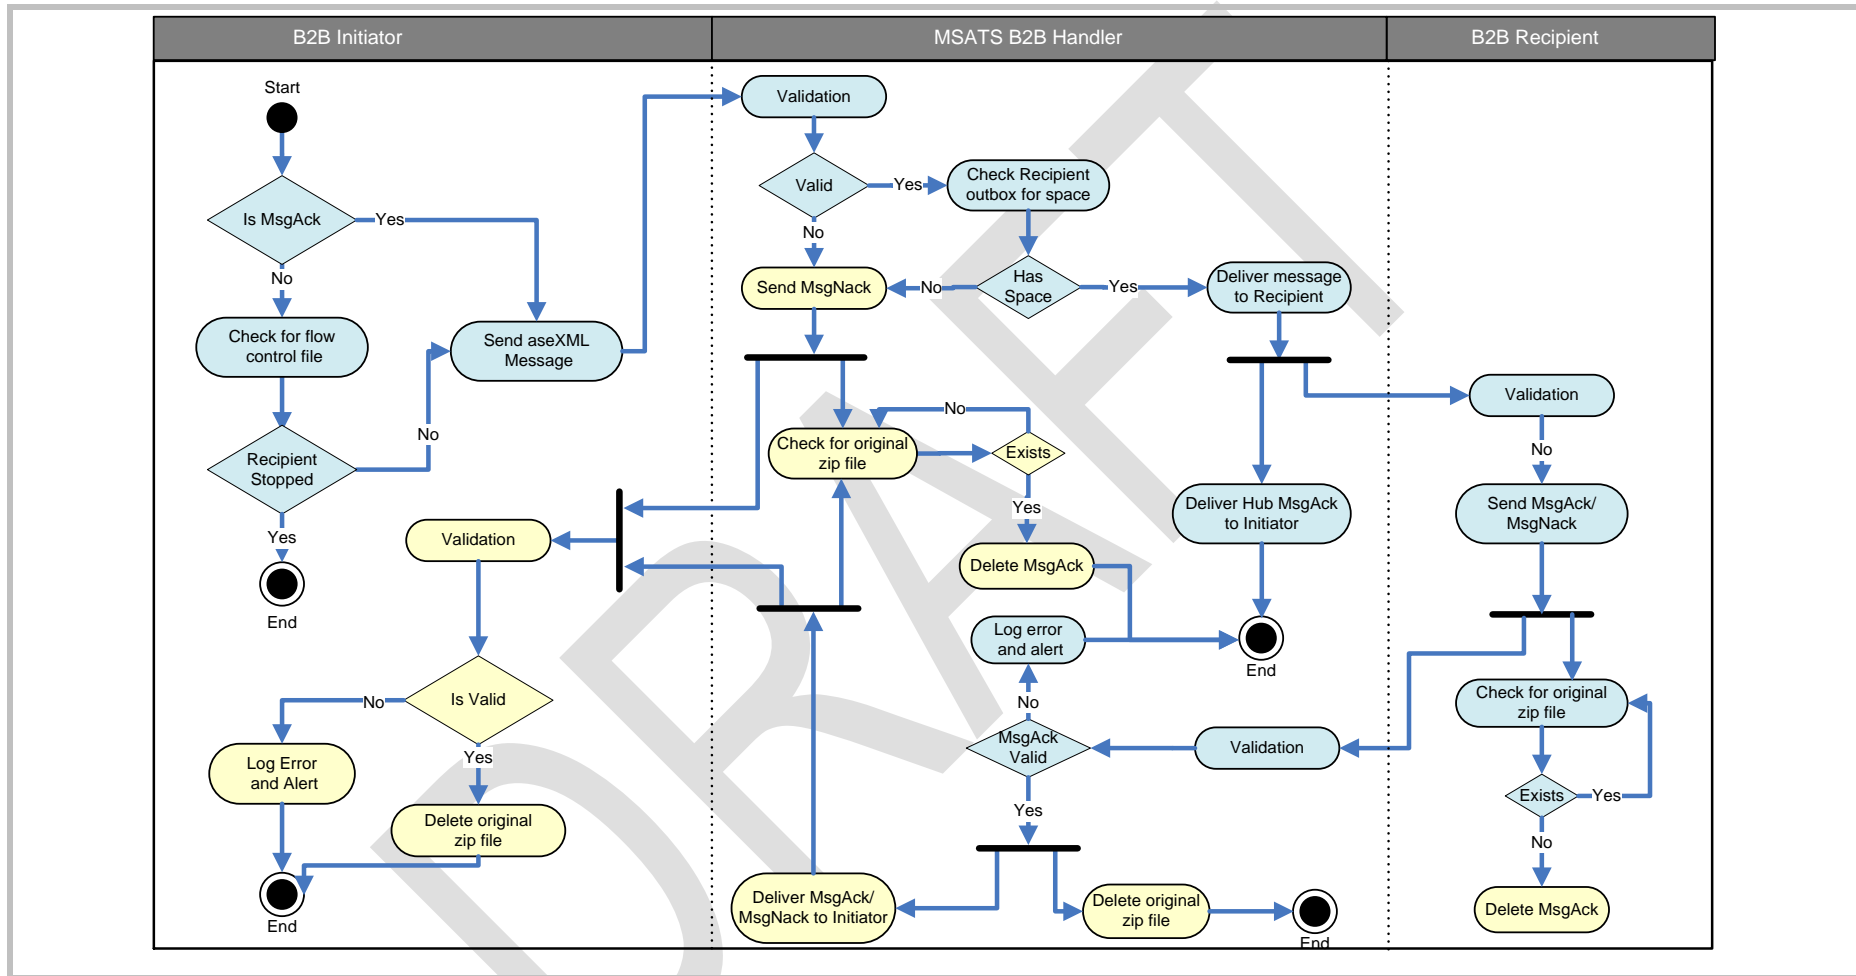 B2B Initiator
MSATS B2B Handler
B2B Recipient
Start
Is MsgAck
Yes
No
Check for flow
control file
Send aseXML
Message
No
Recipient
Stopped
Yes
End
Validation
Is Valid
No
Yes
Log Error
and Alert
Delete original
zip file
End
Validation
Valid
Yes
Check Recipient
outbox for space
No
Send MsgNack
No
Has
Space
Yes
Deliver message
to Recipient
No
Check for original
zip file
Exists
Yes
Delete MsgAck
Deliver Hub MsgAck
to Initiator
Log error
and alert
End
No
MsgAck
Valid
Validation
Yes
Deliver MsgAck/
MsgNack to Initiator
Delete original
zip file
End
Validation
No
Send MsgAck/
MsgNack
Check for original
zip file
Exists
Yes
No
Delete MsgAck
DRAFT